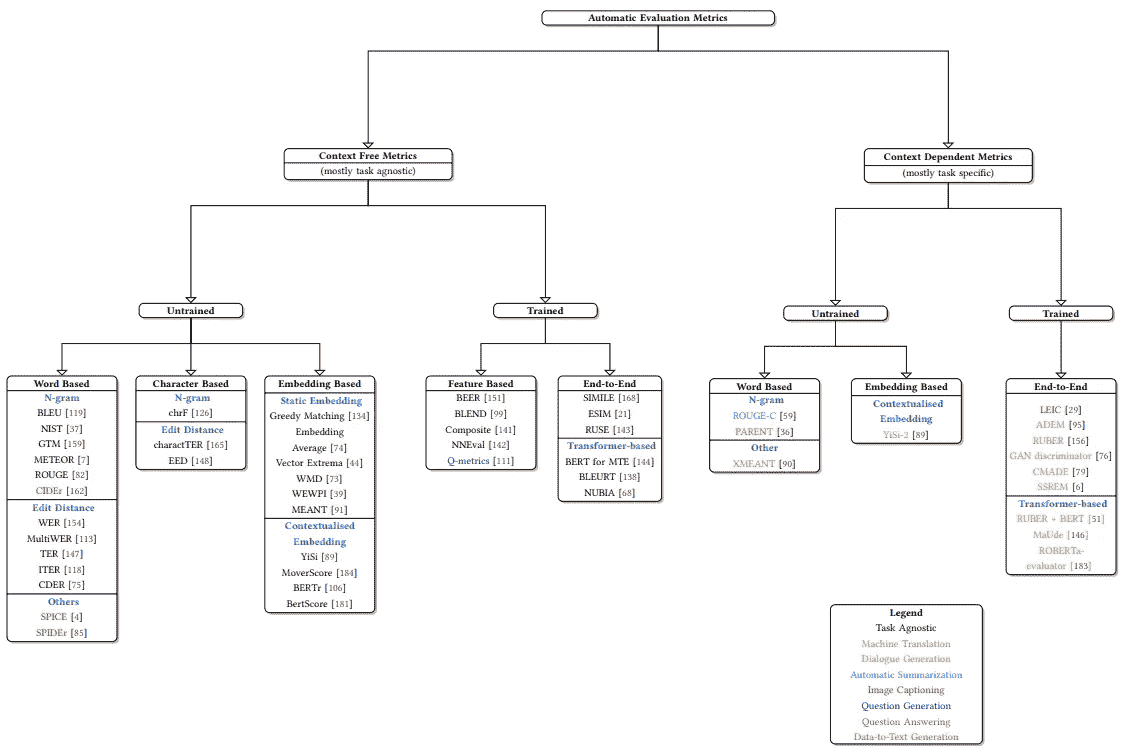 Automatic Evaluation Metrics
Context Free Metrics
(mostly task agnostic)
Context Dependent Metrics
(mostly task specific)
Untrained
Trained
Untrained
Trained
Word Based
N-gram
BLEU [119]
NIST [37]
GTM [159]
METEOR [7]
ROUGE [82]
CIDEr [162]
Edit Distance
WER [154]
MultiWER [113]
TER [147]
ITER [118]
CDER [75]
Others
SPICE [4]
SPIDEr [85]
Character Based
N-gram
chrF [126]
Edit Distance
charactTER [165]
EED [148]
Embedding Based
Static Embedding
Greedy Matching [134]
Embedding
Average [74]
Vector Extrema [44]
WMD [73]
WEWPI [39]
MEANT [91]
Contextualised
Embedding
YiSi [89]
MoverScore [184]
BERTr [106]
BertScore [181]
Feature Based
BEER [151]
BLEND [99]
Composite [141]
NNEval [142]
Q-metrics [111]
End-to-End
SIMILE [168]
ESIM [21]
RUSE [143]
Transformer-based
BERT for MTE [144]
BLEURT [138]
NUBIA [68]
Word Based
N-gram
ROUGE-C [59]
PARENT [36]
Other
XMEANT [90]
Embedding Based
Contextualised
Embedding
YiSi-2 [89]
End-to-End
LEIC [29]
ADEM [95]
RUBER [156]
GAN discriminator [76]
CMADE [79]
SSREM [6]
Transformer-based
RUBER + BERT [51]
MaUde [146]
ROBERTa-
evaluator [183]
Legend
Task Agnostic
Machine Translation
Dialogue Generation
Automatic Summarization
Image Captioning
Question Generation
Question Answering
Data-to-Text Generation